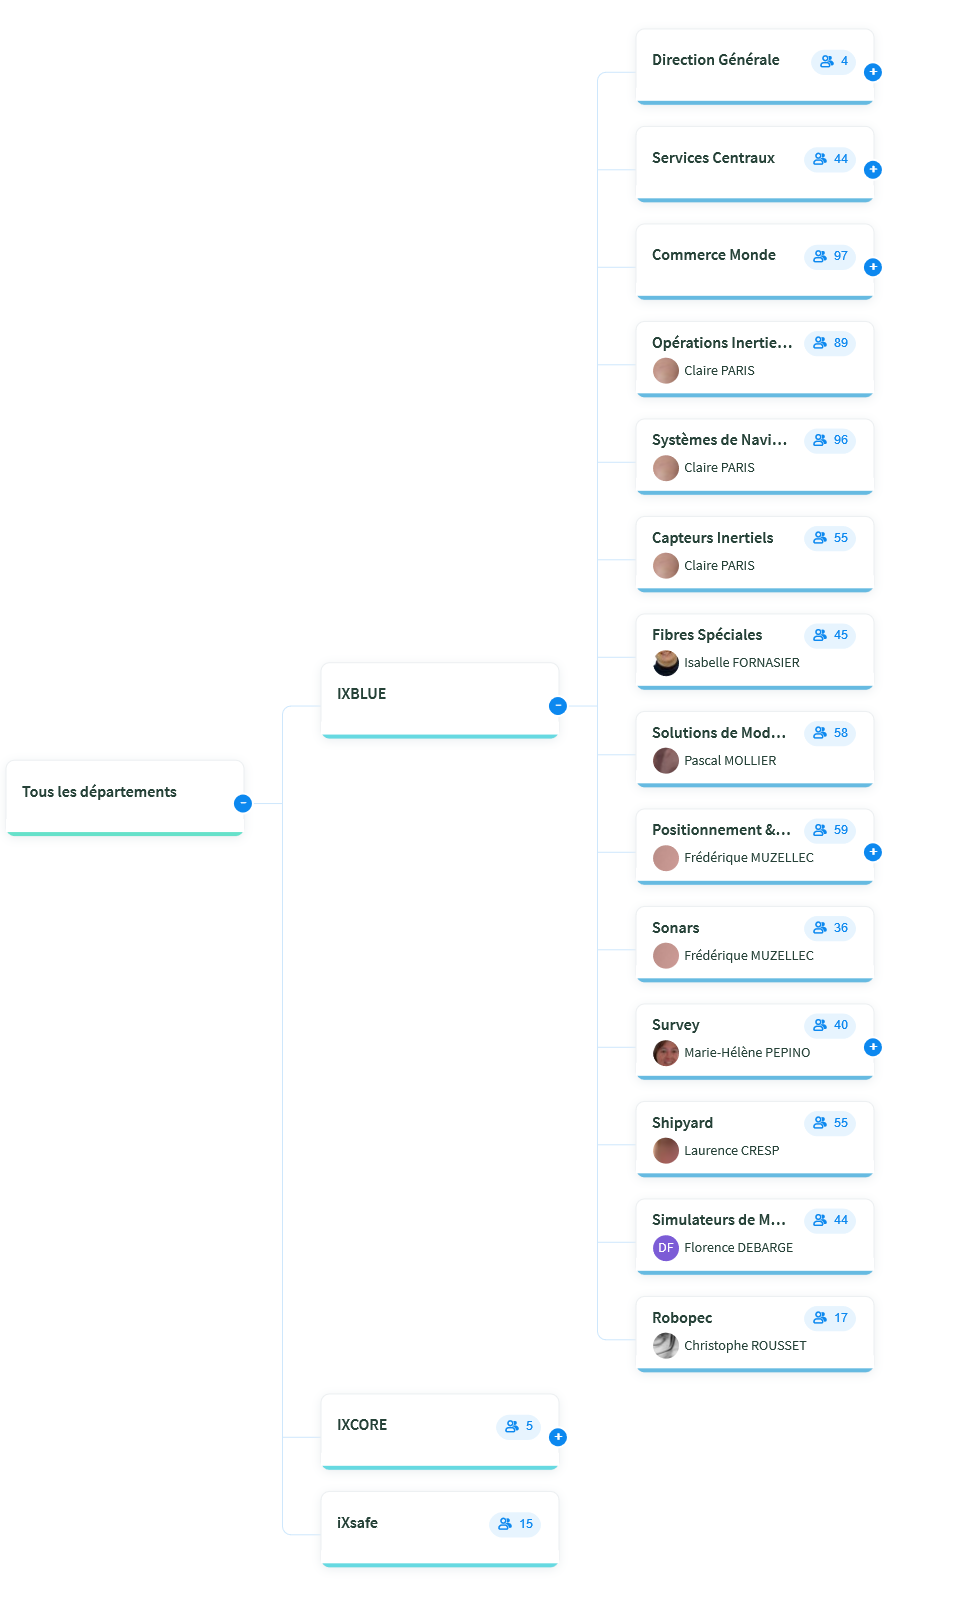 Direction Générale 4
Services Centraux 44
Commerce Monde 97
Opérations Inertie... 89
Claire PARIS
Systèmes de Navi... 96
Claire PARIS
Capteurs Inertiels 55
Claire PARIS
Fibres Spéciales 45
Isabelle FORNASIER
IXBLUE
Solutions de Mod... 58
Pascal MOLLIER
Tous les départements
Positionnement &... 59
Frédérique MUZELLEC
Sonars 36
Frédérique MUZELLEC
Survey 40
Marie-Hélène PEPINO
Shipyard 55
Laurence CRESP
Simulateurs de M... 44
DF Florence DEBARGE
Robopec 17
Christophe ROUSSET
IXCORE 5
iXsafe 15